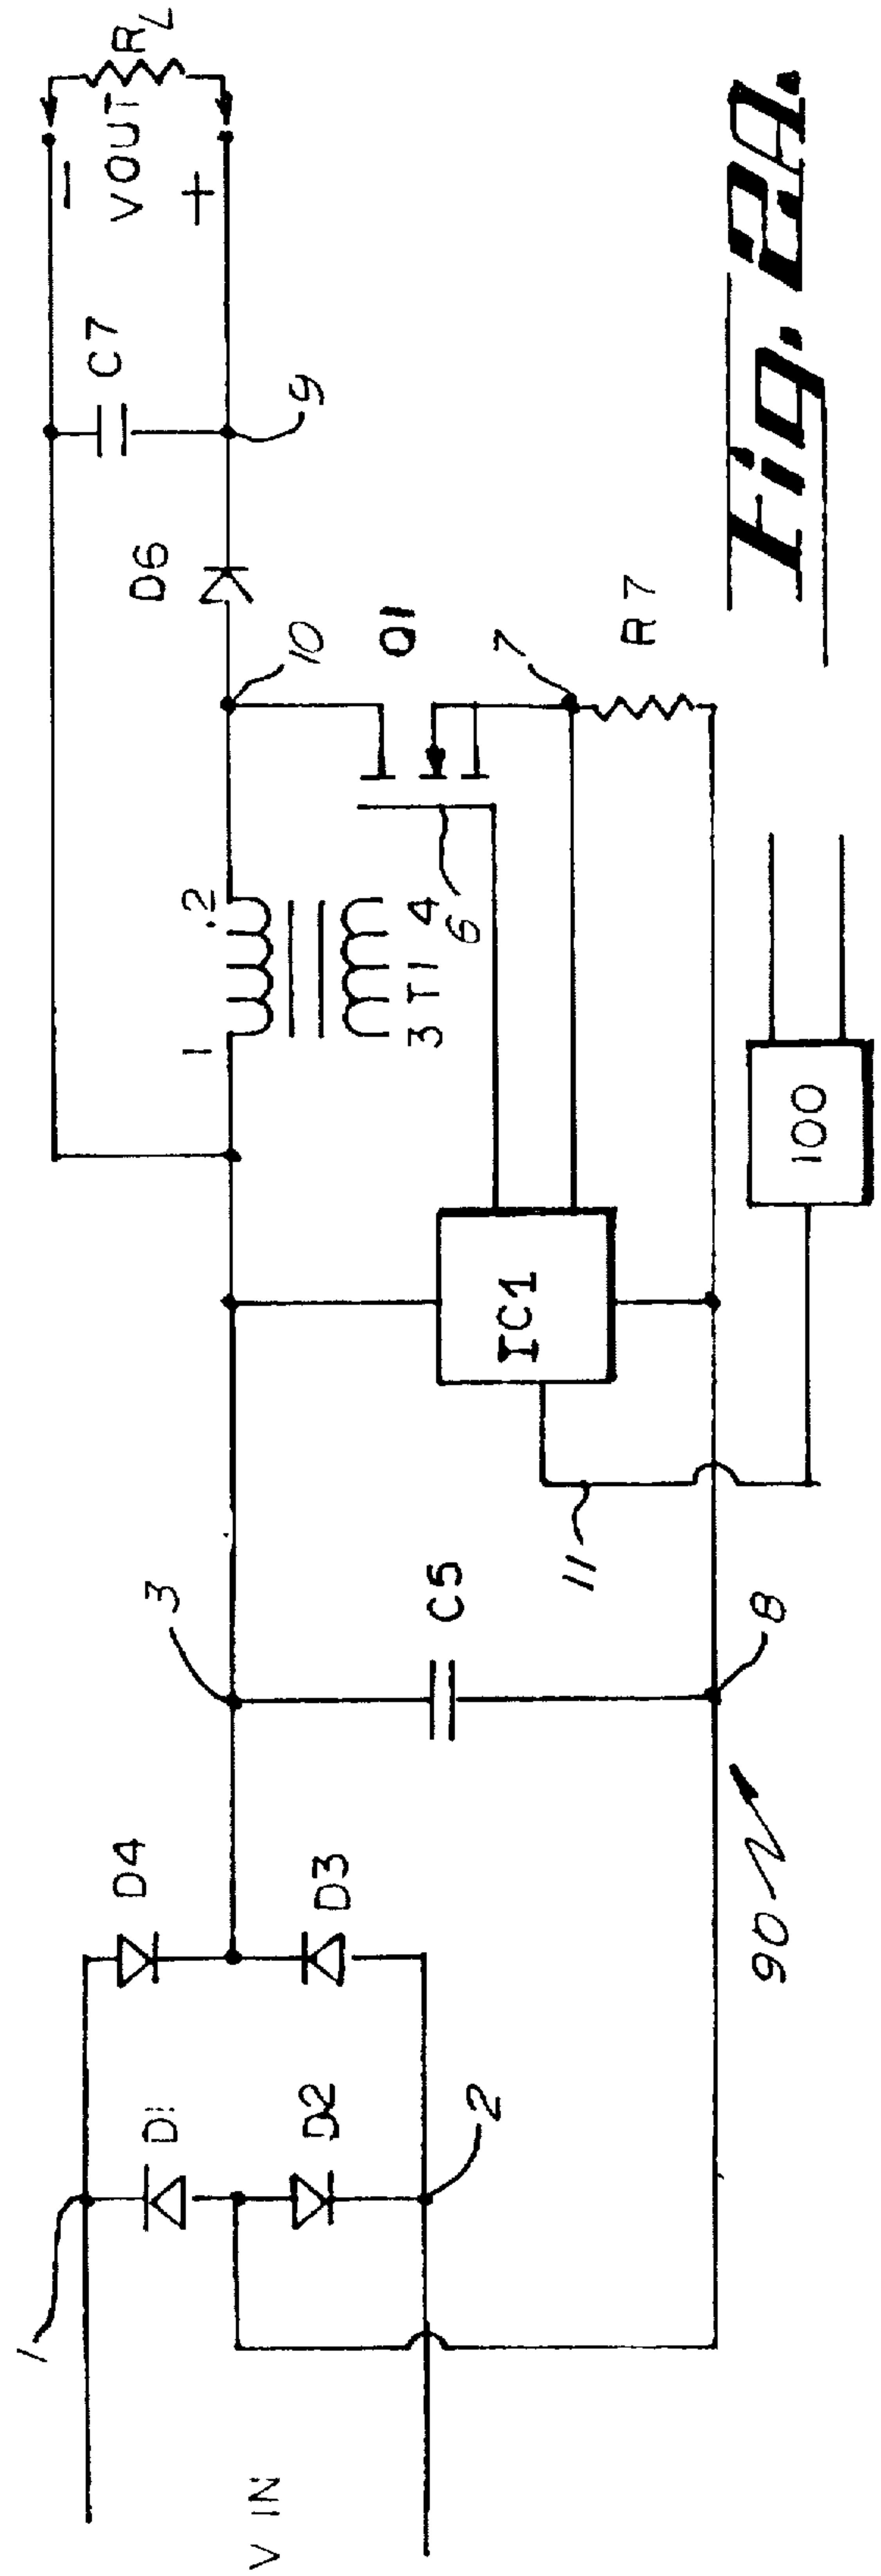 V IN
1
D1
D2
2
D4
D3
3
C5
8
90
11
IC1
100
1
.2
3 T1 4
6
10
Q1
7
R7
D6
9
C7
-
VOUT
+
RL
Fig. 2A.